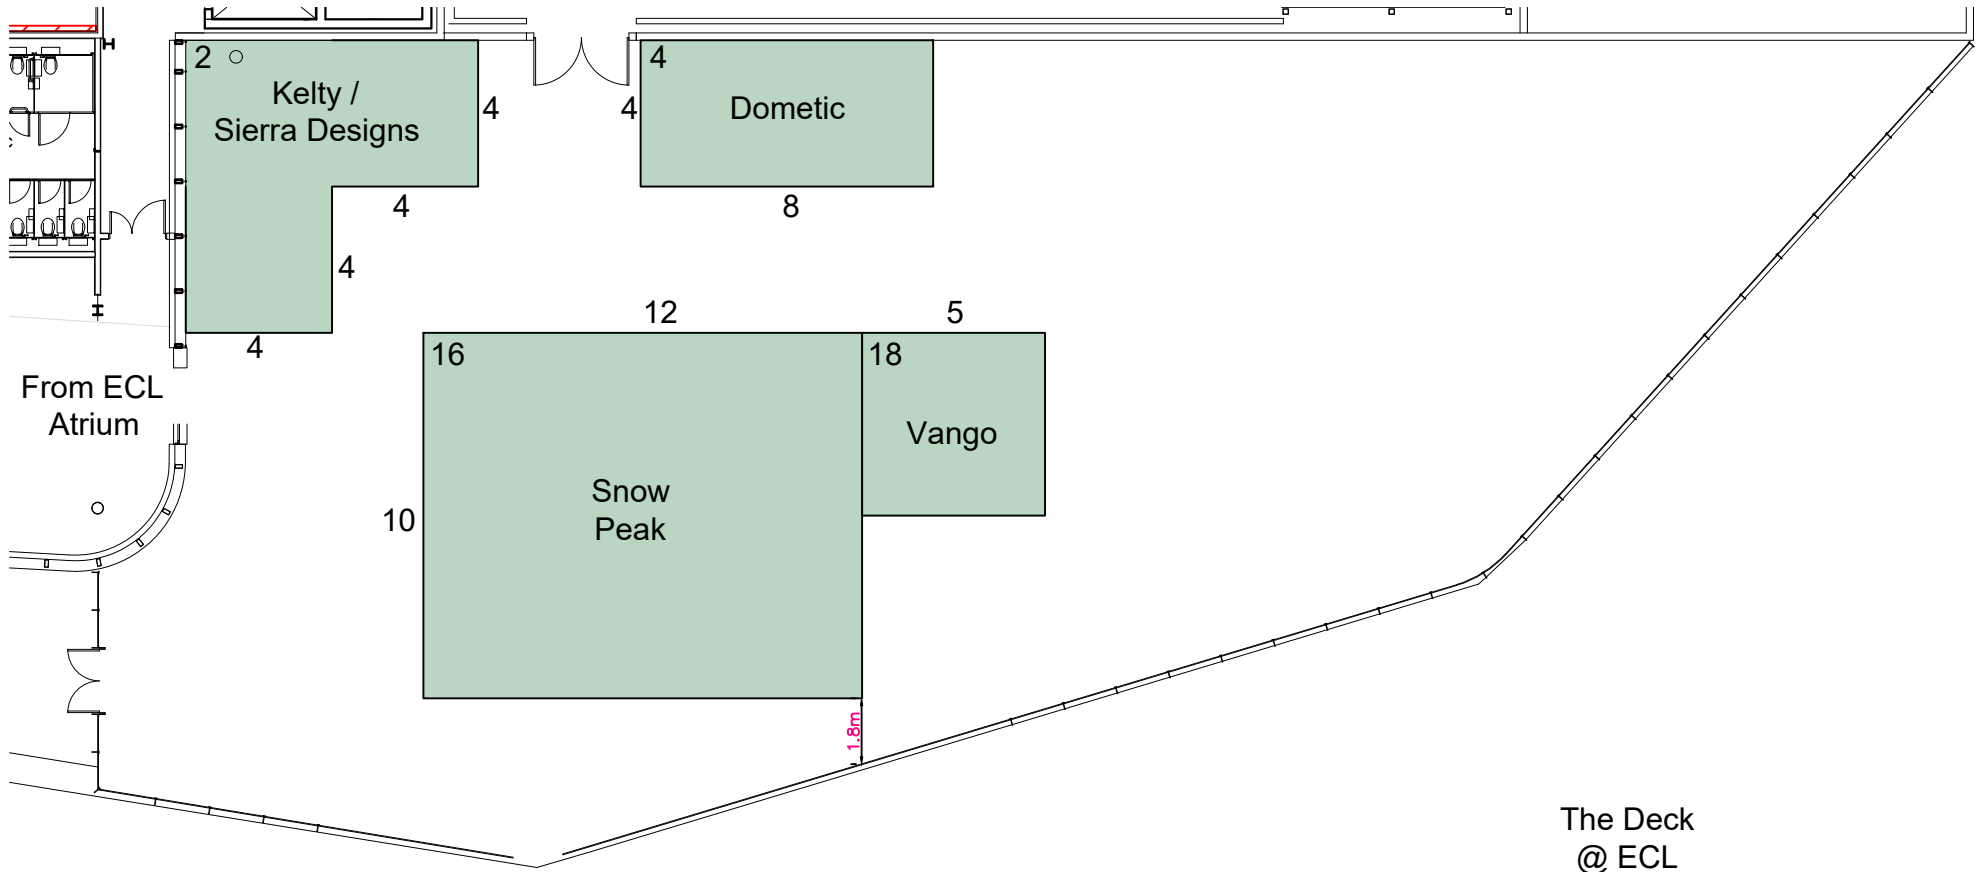 2
Kelty /
Sierra Designs
4
4
4
4
4
4
Dometic
8
12
5
16
18
Vango
Snow
Peak
10
1.8m
From ECL
Atrium
The Deck
@ ECL